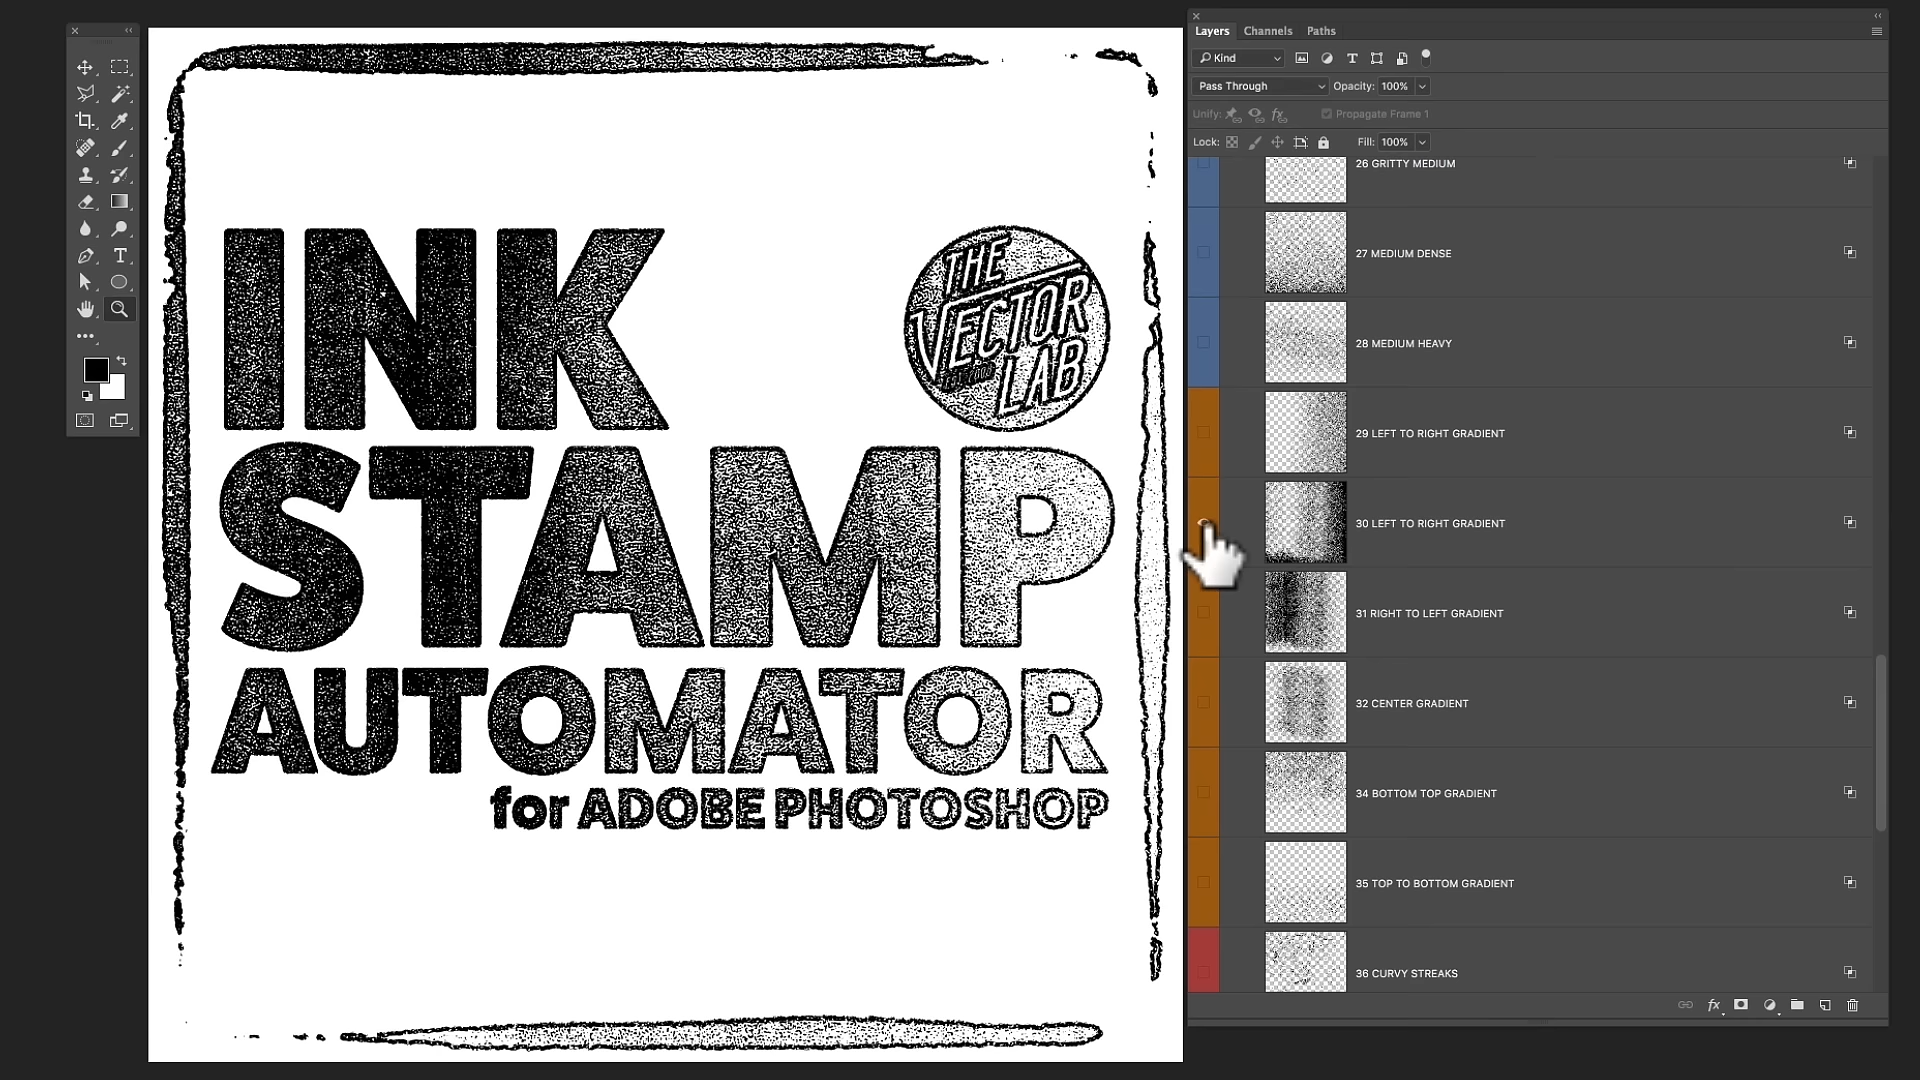 Layers Channels Paths
Kind
Pass Through Opacity: 100%
Unify: Propagate Frame 1
Lock: Fill: 100%
26 GRITTY MEDIUM
27 MEDIUM DENSE
28 MEDIUM HEAVY
29 LEFT TO RIGHT GRADIENT
30 LEFT TO RIGHT GRADIENT
31 RIGHT TO LEFT GRADIENT
32 CENTER GRADIENT
34 BOTTOM TOP GRADIENT
35 TOP TO BOTTOM GRADIENT
36 CURVY STREAKS
INK
THE
VECTOR
LAB
STAMP
AUTOMATOR
for ADOBE PHOTOSHOP